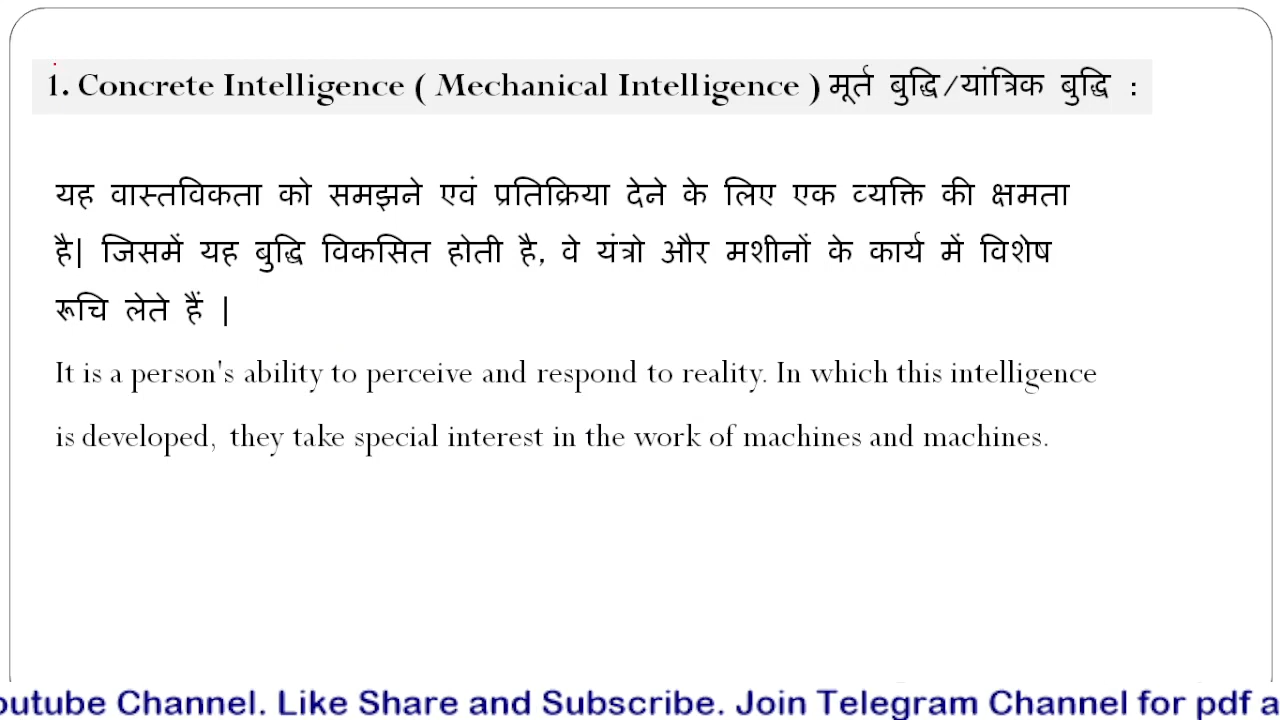 1. Concrete Intelligence ( Mechanical Intelligence ) मूर्त बुद्धि/यांत्रिक बुद्धि :
यह वास्तविकता को समझने एवं प्रतिक्रिया देने के लिए एक व्यक्ति की क्षमता
है| जिसमें यह बुद्धि विकसित होती है, वे यंत्रो और मशीनों के कार्य में विशेष
रूचि लेते हैं |
It is a person's ability to perceive and respond to reality. In which this intelligence
is developed, they take special interest in the work of machines and machines.
outube Channel. Like Share and Subscribe. Join Telegram Channel for pdf a